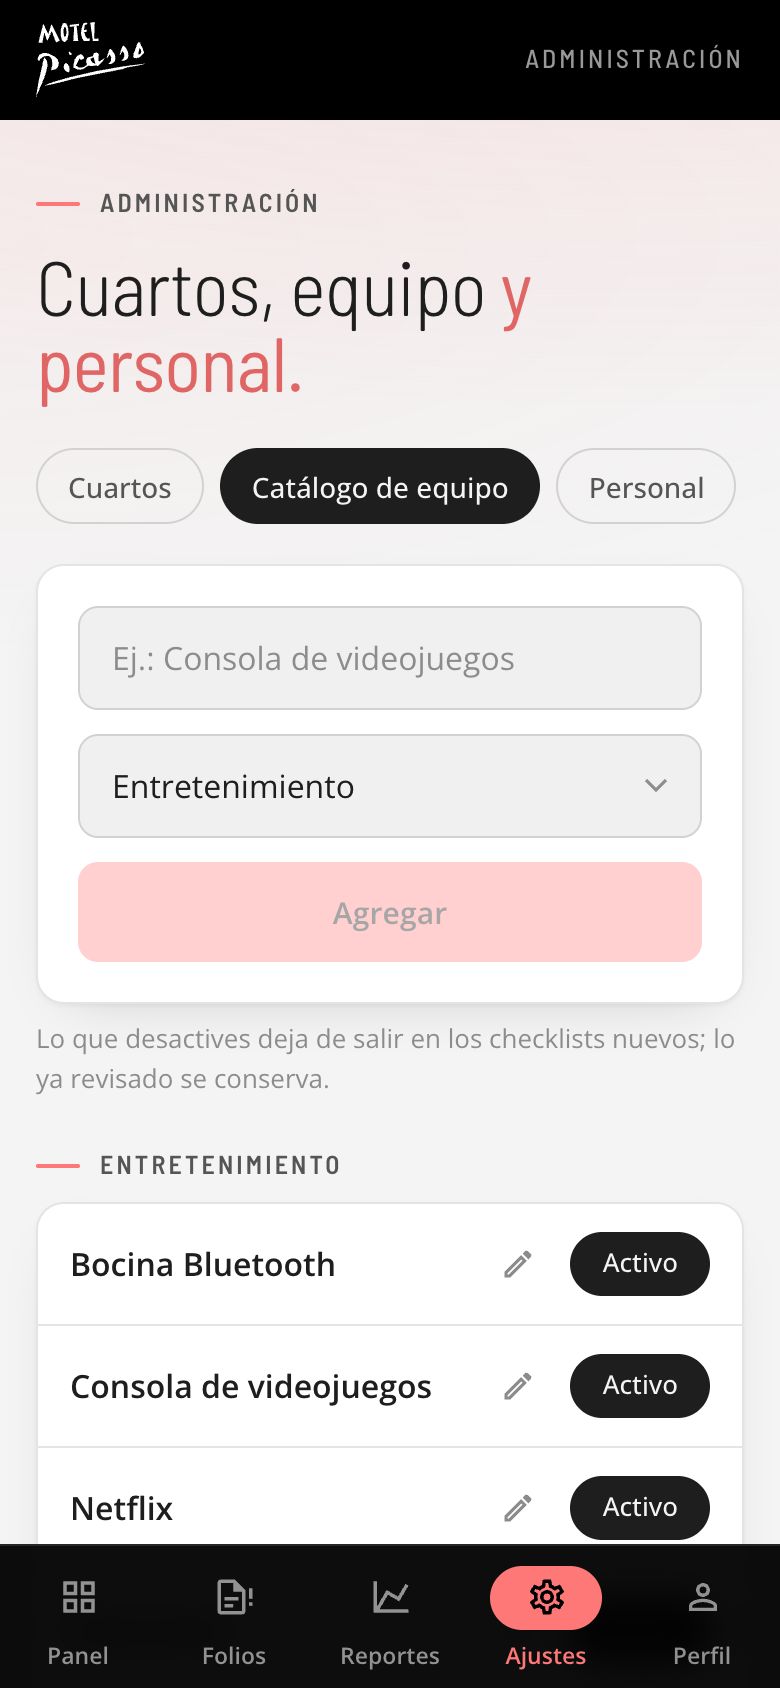 MOTEL
Picasso
ADMINISTRACIÓN
ADMINISTRACIÓN
Cuartos, equipo y
personal.
Cuartos
Catálogo de equipo
Personal
Ej.: Consola de videojuegos
Entretenimiento
Agregar
Lo que desactives deja de salir en los checklists nuevos; lo
ya revisado se conserva.
ENTRETENIMIENTO
Bocina Bluetooth
Activo
Consola de videojuegos
Activo
Netflix
Activo
Panel
Folios
Reportes
Ajustes
Perfil